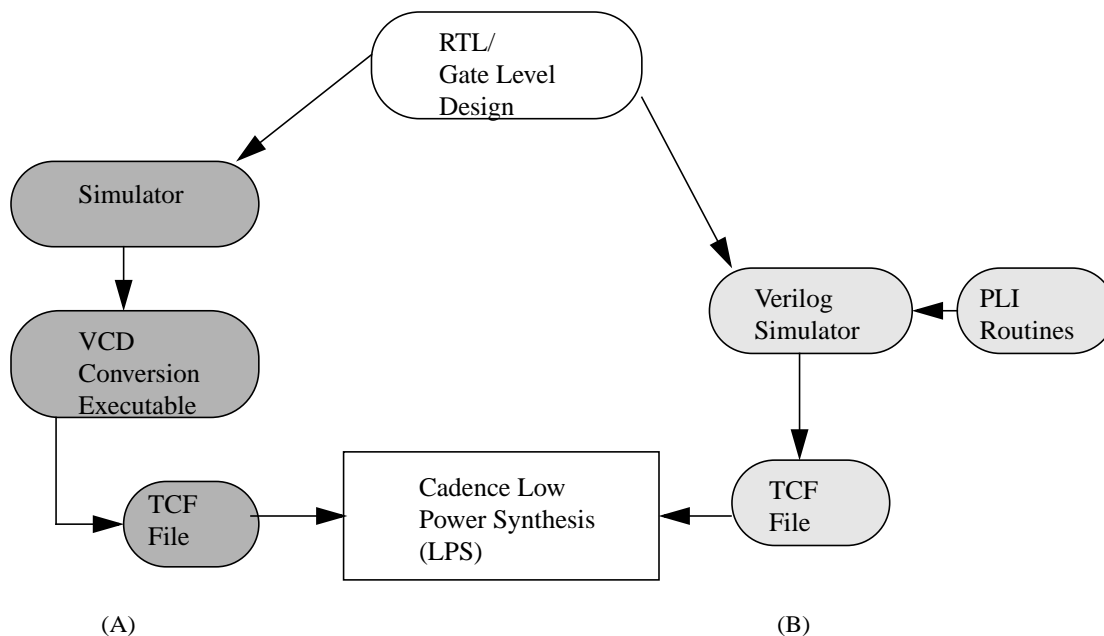 RTL/
Gate Level
Design
Simulator
VCD
Conversion
Executable
Verilog
Simulator
PLI
Routines
TCF
File
Cadence Low
Power Synthesis
(LPS)
TCF
File
(A)
(B)